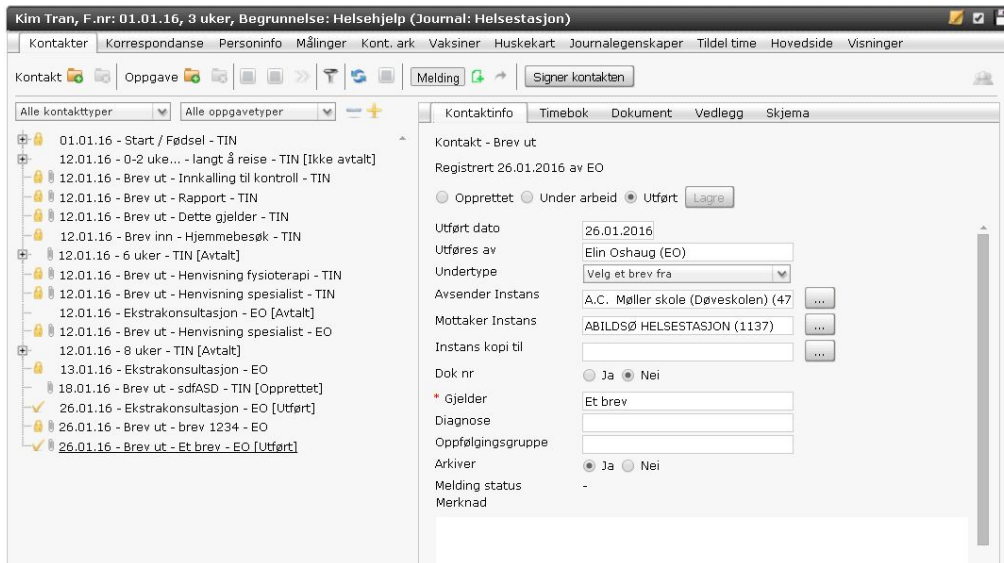 Kim Tran, F.nr: 01.01.16, 3 uker, Begrunnelse: Helsehjelp (Journal: Helsestasjon)
Kontakter Korrespondanse Personinfo Målinger Kont. ark Vaksiner Huskekart Journalegenskaper Tildel time Hovedside Visninger
Kontakt Oppgave Melding Signer kontakten
Alle kontakttyper Alle oppgavetyper
01.01.16 - Start / Fødsel - TIN
12.01.16 - 0-2 uke... - langt å reise - TIN [Ikke avtalt]
12.01.16 - Brev ut - Innkalling til kontroll - TIN
12.01.16 - Brev ut - Rapport - TIN
12.01.16 - Brev ut - Dette gjelder - TIN
12.01.16 - Brev inn - Hjemmebesøk - TIN
12.01.16 - 6 uker - TIN [Avtalt]
12.01.16 - Brev ut - Henvisning fysioterapi - TIN
12.01.16 - Brev ut - Henvisning spesialist - TIN
12.01.16 - Ekstrakonsultasjon - EO [Avtalt]
12.01.16 - Brev ut - Henvisning spesialist - EO
12.01.16 - 8 uker - TIN [Avtalt]
13.01.16 - Ekstrakonsultasjon - EO
18.01.16 - Brev ut - sdfASD - TIN [Opprettet]
26.01.16 - Ekstrakonsultasjon - EO [Utført]
26.01.16 - Brev ut - brev 1234 - EO
26.01.16 - Brev ut - Et brev - EO [Utført]
Kontaktinfo Timebok Dokument Vedlegg Skjema
Kontakt - Brev ut
Registrert 26.01.2016 av EO
Opprettet Under arbeid Utført Lagre
Utført dato 26.01.2016
Utføres av Elin Oshaug (EO)
Undertype Velg et brev fra
Avsender Instans A.C. Møller skole (Døveskolen) (47 ...
Mottaker Instans ABILDSØ HELSESTASJON (1137) ...
Instans kopi til ...
Dok nr Ja Nei
* Gjelder Et brev
Diagnose
Oppfølgingsgruppe
Arkiver Ja Nei
Melding status -
Merknad